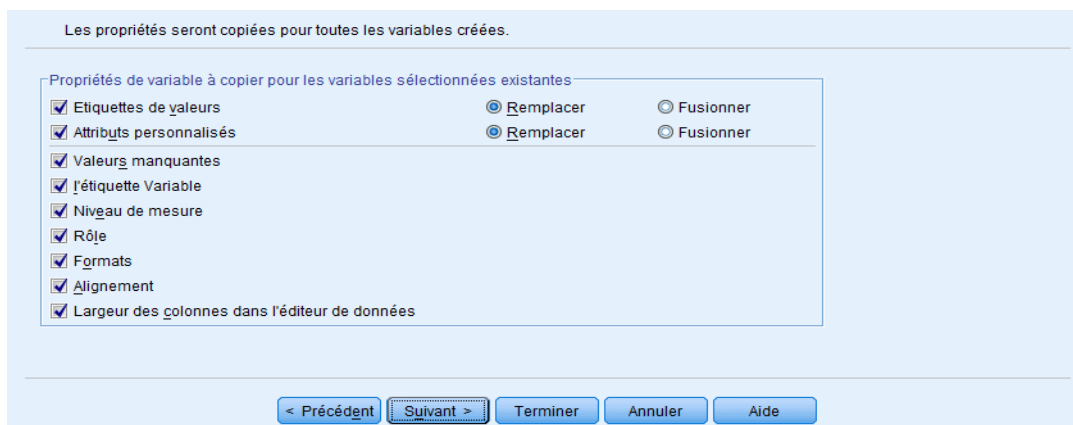 Les propriétés seront copiées pour toutes les variables créées.
Propriétés de variable à copier pour les variables sélectionnées existantes
Etiquettes de valeurs Remplacer Fusionner
Attributs personnalisés Remplacer Fusionner
Valeurs manquantes
l'étiquette Variable
Niveau de mesure
Rôle
Formats
Alignement
Largeur des colonnes dans l'éditeur de données
< Précédent Suivant > Terminer Annuler Aide